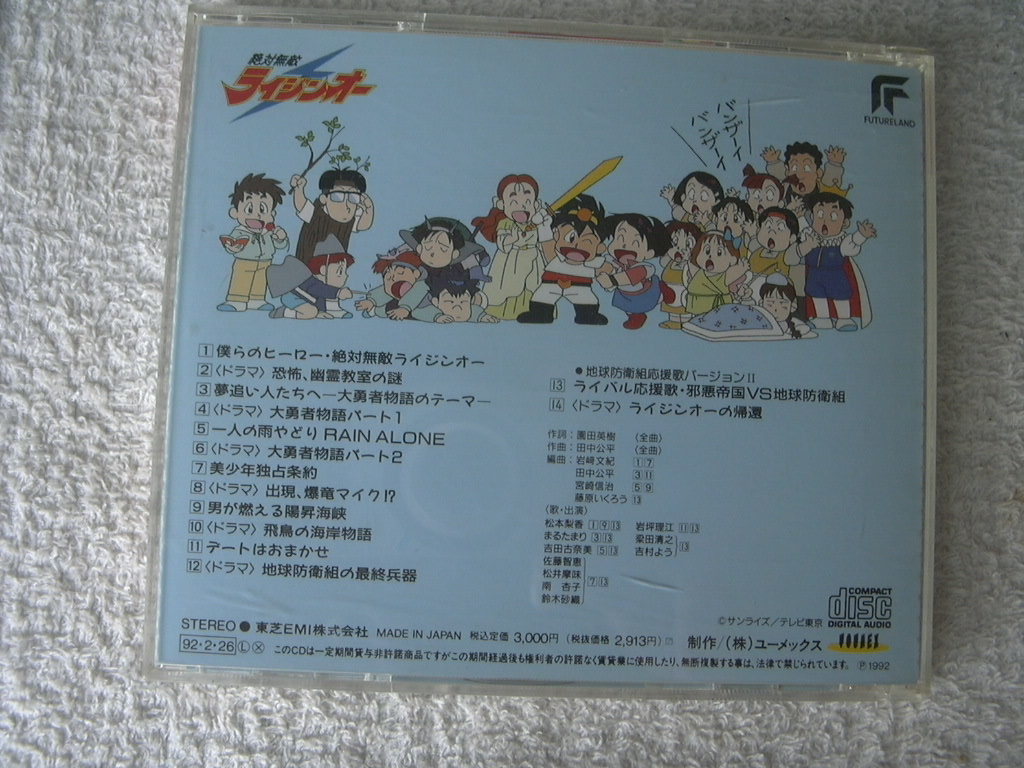 絶対無敵
ライジンオー
FUTURELAND
バンザーイ
バンザーイ
1 僕らのヒーロー・絶対無敵ライジンオー
2 〈ドラマ〉恐怖、幽霊教室の謎
3 夢追い人たちへ―大勇者物語のテーマ―
4 〈ドラマ〉大勇者物語パート1
5 一人の雨やどり RAIN ALONE
6 〈ドラマ〉大勇者物語パート2
7 美少年独占条約
8 〈ドラマ〉出現、爆竜マイク!?
9 男が燃える陽昇海峡
10 〈ドラマ〉飛鳥の海岸物語
11 デートはおまかせ
12 〈ドラマ〉地球防衛組の最終兵器
●地球防衛組応援歌バージョンⅡ
13 ライバル応援歌・邪悪帝国VS地球防衛組
14 〈ドラマ〉ライジンオーの帰還
作詞：園田英樹 〈全曲〉
作曲：田中公平 〈全曲〉
編曲：岩崎文紀 1 7
田中公平 3 11
宮崎信治 5 9
藤原いくろう 13
〈歌・出演〉
松本梨香 1 9 13 岩坪理江 11 13
まるたまり 3 13 梁田清之
吉田古奈美 5 13 吉村よう 13
佐藤智恵
松井摩味
南 杏子 7 13
鈴木砂織
COMPACT
disc
DIGITAL AUDIO
©サンライズ／テレビ東京
STEREO ● 東芝EMI株式会社 MADE IN JAPAN 税込定価 3,000円 (税抜価格 2,913円) 制作／(株)ユーメックス
92・2・26 Ⓛ Ⓧ このCDは一定期間貸与非許諾商品ですがこの期間経過後も権利者の許諾なく賃貸業に使用したり、無断複製する事は、法律で禁じられています。 Ⓟ1992